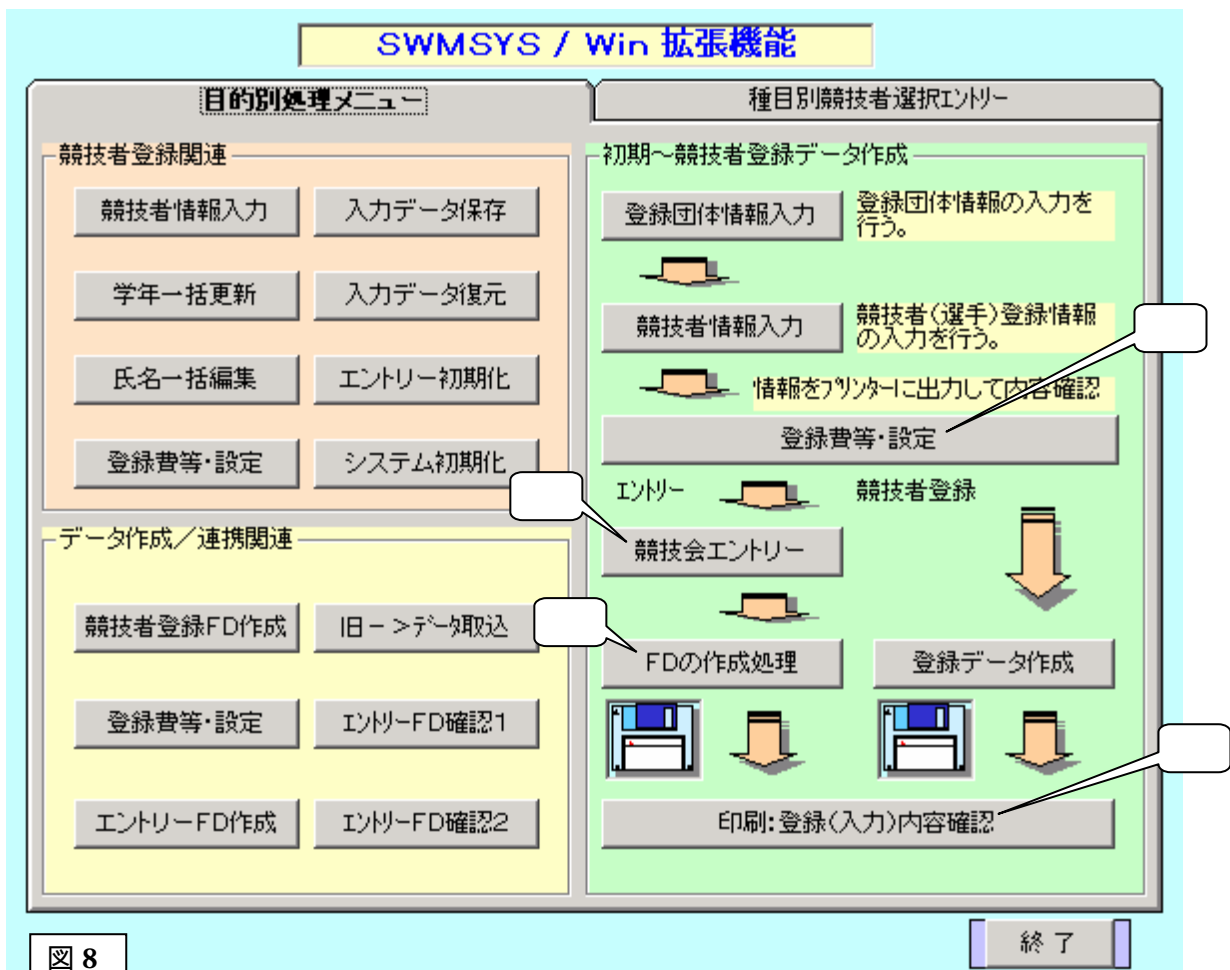 SWMSYS / Win 拡張機能
目的別処理メニュー
種目別競技者選択エントリー
競技者登録関連
競技者情報入力
入力データ保存
学年一括更新
入力データ復元
氏名一括編集
エントリー初期化
登録費等・設定
システム初期化
データ作成／連携関連
競技者登録FD作成
旧－＞データ取込
登録費等・設定
エントリーFD確認1
エントリーFD作成
エントリーFD確認2
初期～競技者登録データ作成
登録団体情報入力
登録団体情報の入力を
行う。
競技者情報入力
競技者（選手）登録情報
の入力を行う。
情報をプリンターに出力して内容確認
登録費等・設定
エントリー
競技者登録
競技会エントリー
FDの作成処理
登録データ作成
印刷：登録（入力）内容確認
終了
図 8